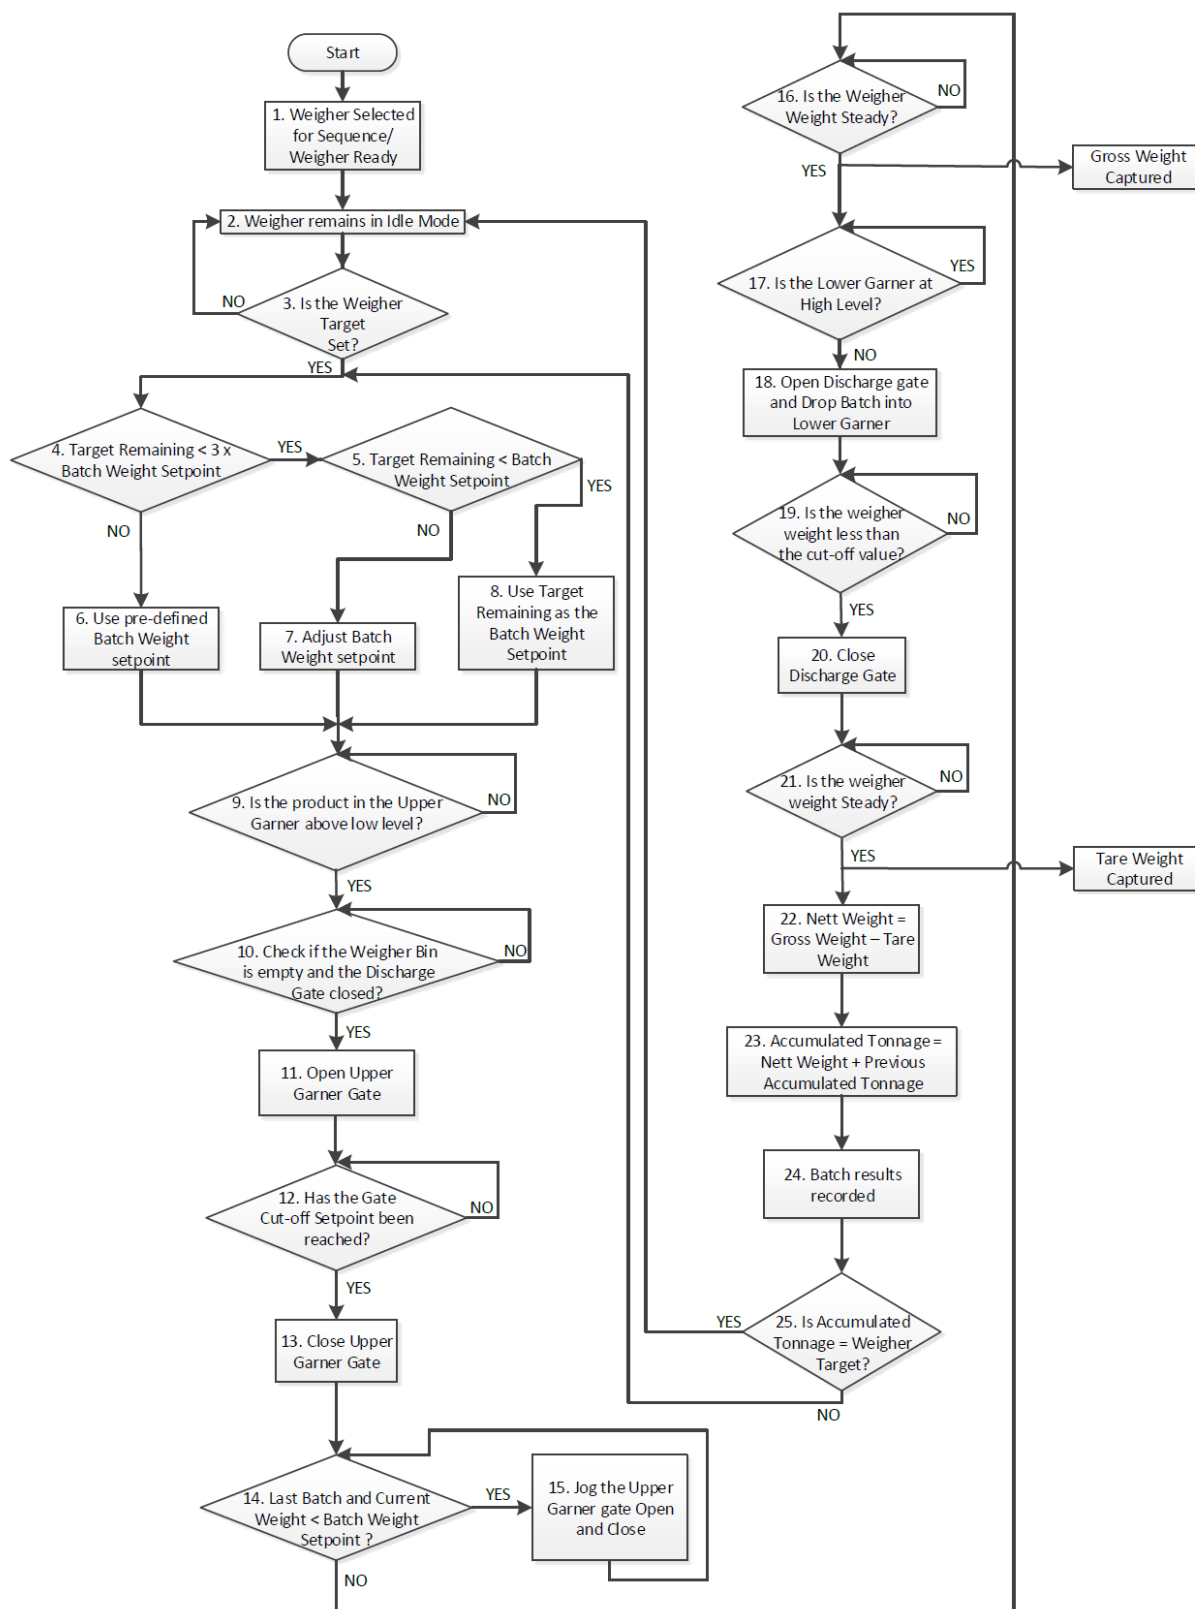 Start
1. Weigher Selected
for Sequence/
Weigher Ready
2. Weigher remains in Idle Mode
NO
3. Is the Weigher
Target
Set?
YES
4. Target Remaining < 3 x
Batch Weight Setpoint
YES
5. Target Remaining < Batch
Weight Setpoint
YES
NO
NO
6. Use pre-defined
Batch Weight
setpoint
7. Adjust Batch
Weight setpoint
8. Use Target
Remaining as the
Batch Weight
Setpoint
9. Is the product in the Upper
Garner above low level?
NO
YES
10. Check if the Weigher Bin
is empty and the Discharge
Gate closed?
NO
YES
11. Open Upper
Garner Gate
12. Has the Gate
Cut-off Setpoint been
reached?
NO
YES
13. Close Upper
Garner Gate
14. Last Batch and Current
Weight < Batch Weight
Setpoint ?
YES
15. Jog the Upper
Garner gate Open
and Close
NO
16. Is the Weigher
Weight Steady?
NO
YES
Gross Weight
Captured
17. Is the Lower Garner at
High Level?
YES
NO
18. Open Discharge gate
and Drop Batch into
Lower Garner
19. Is the weigher
weight less than
the cut-off value?
NO
YES
20. Close
Discharge Gate
21. Is the weigher
weight Steady?
NO
YES
Tare Weight
Captured
22. Nett Weight =
Gross Weight – Tare
Weight
23. Accumulated Tonnage =
Nett Weight + Previous
Accumulated Tonnage
24. Batch results
recorded
25. Is Accumulated
Tonnage = Weigher
Target?
YES
NO